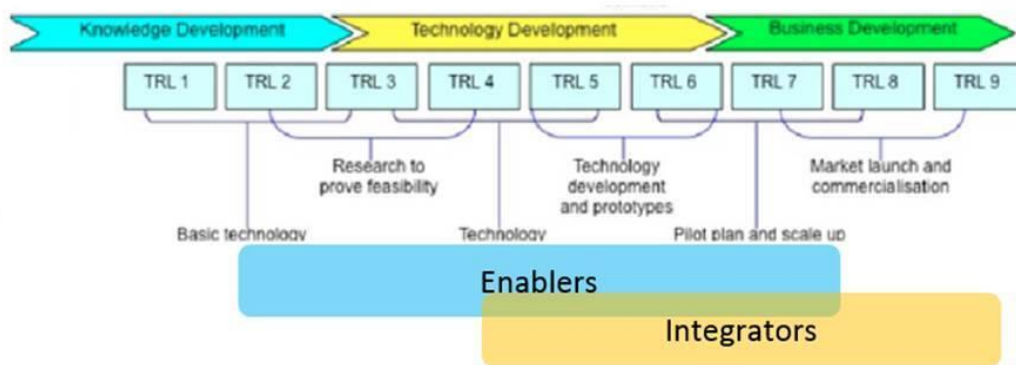 Knowledge Development
Technology Development
Business Development
TRL 1
TRL 2
TRL 3
TRL 4
TRL 5
TRL 6
TRL 7
TRL 8
TRL 9
Research to
prove feasibility
Technology
development
and prototypes
Market launch and
commercialisation
Basic technology
Technology
Pilot plan and scale up
Enablers
Integrators